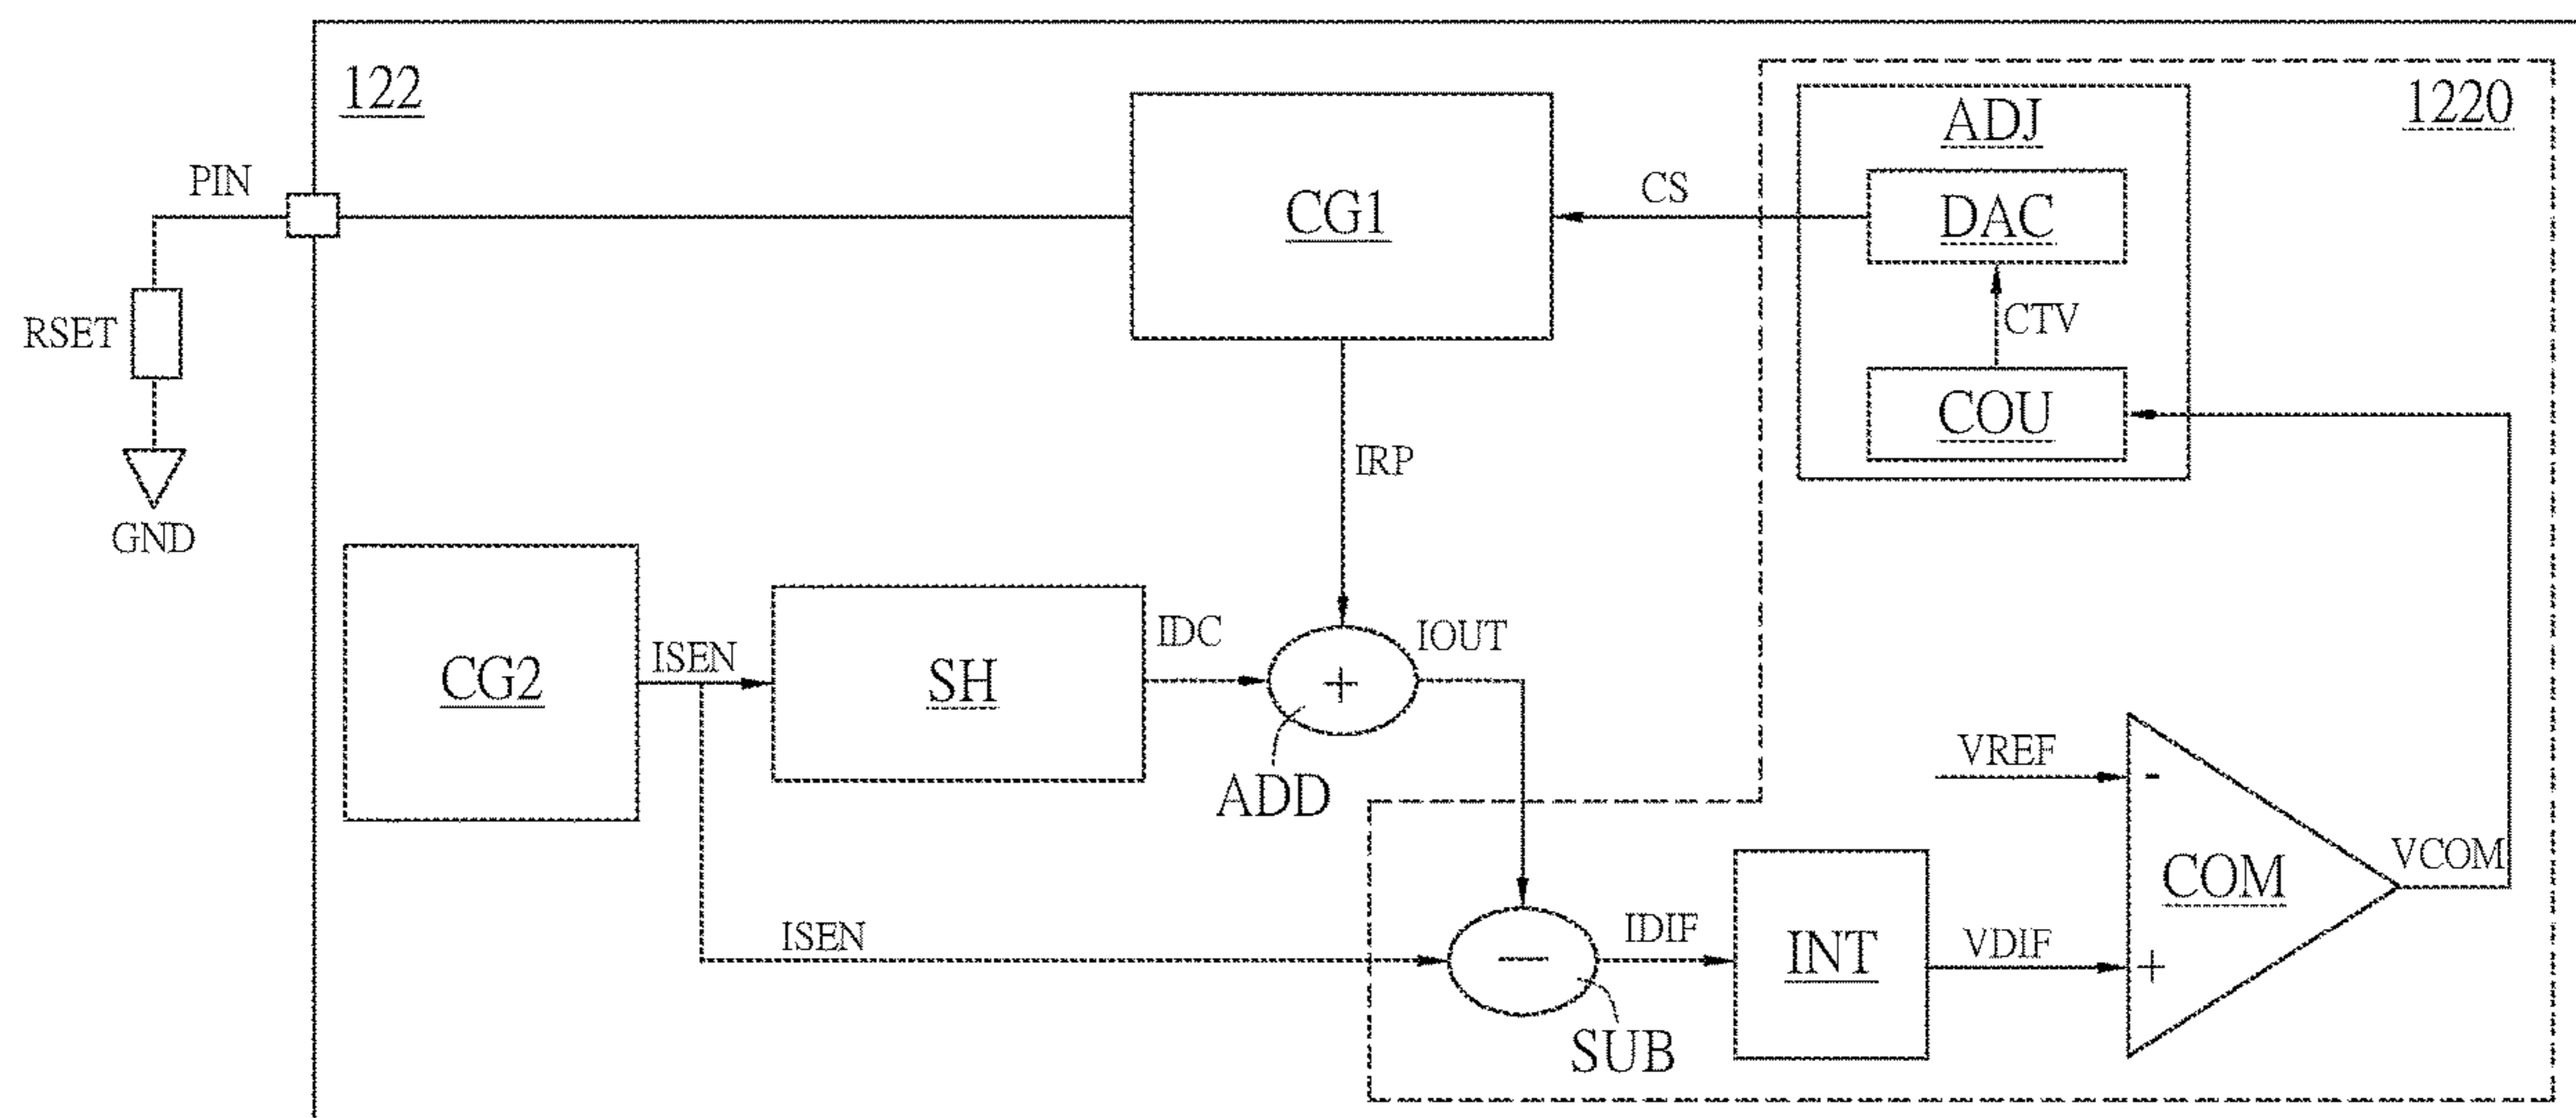 122
1220
ADJ
PIN
CG1
CS
DAC
RSET
CTV
COU
GND
IRP
CG2
ISEN
SH
IDC
+
IOUT
ADD
VREF
-
COM
VCOM
ISEN
—
IDIF
INT
VDIF
+
SUB